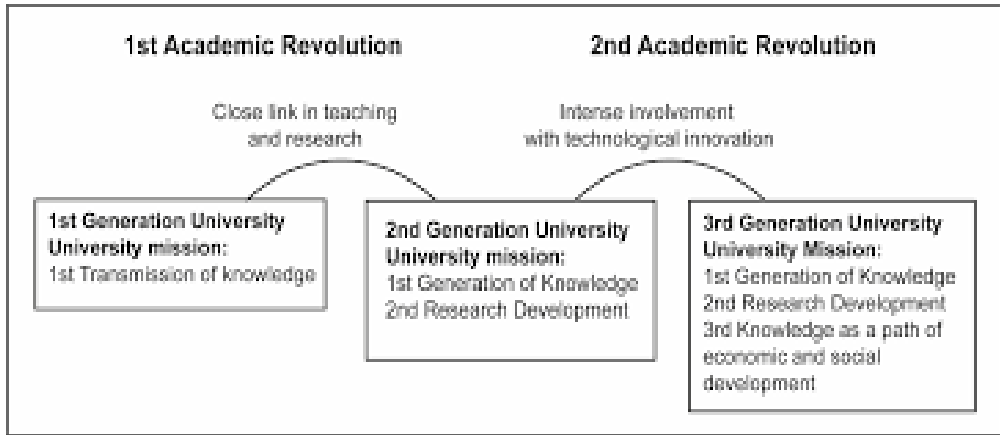 1st Academic Revolution
2nd Academic Revolution
Close link in teaching
and research
Intense involvement
with technological innovation
1st Generation University
University mission:
1st Transmission of knowledge
2nd Generation University
University mission:
1st Generation of Knowledge
2nd Research Development
3rd Generation University
University Mission:
1st Generation of Knowledge
2nd Research Development
3rd Knowledge as a path of
economic and social
development